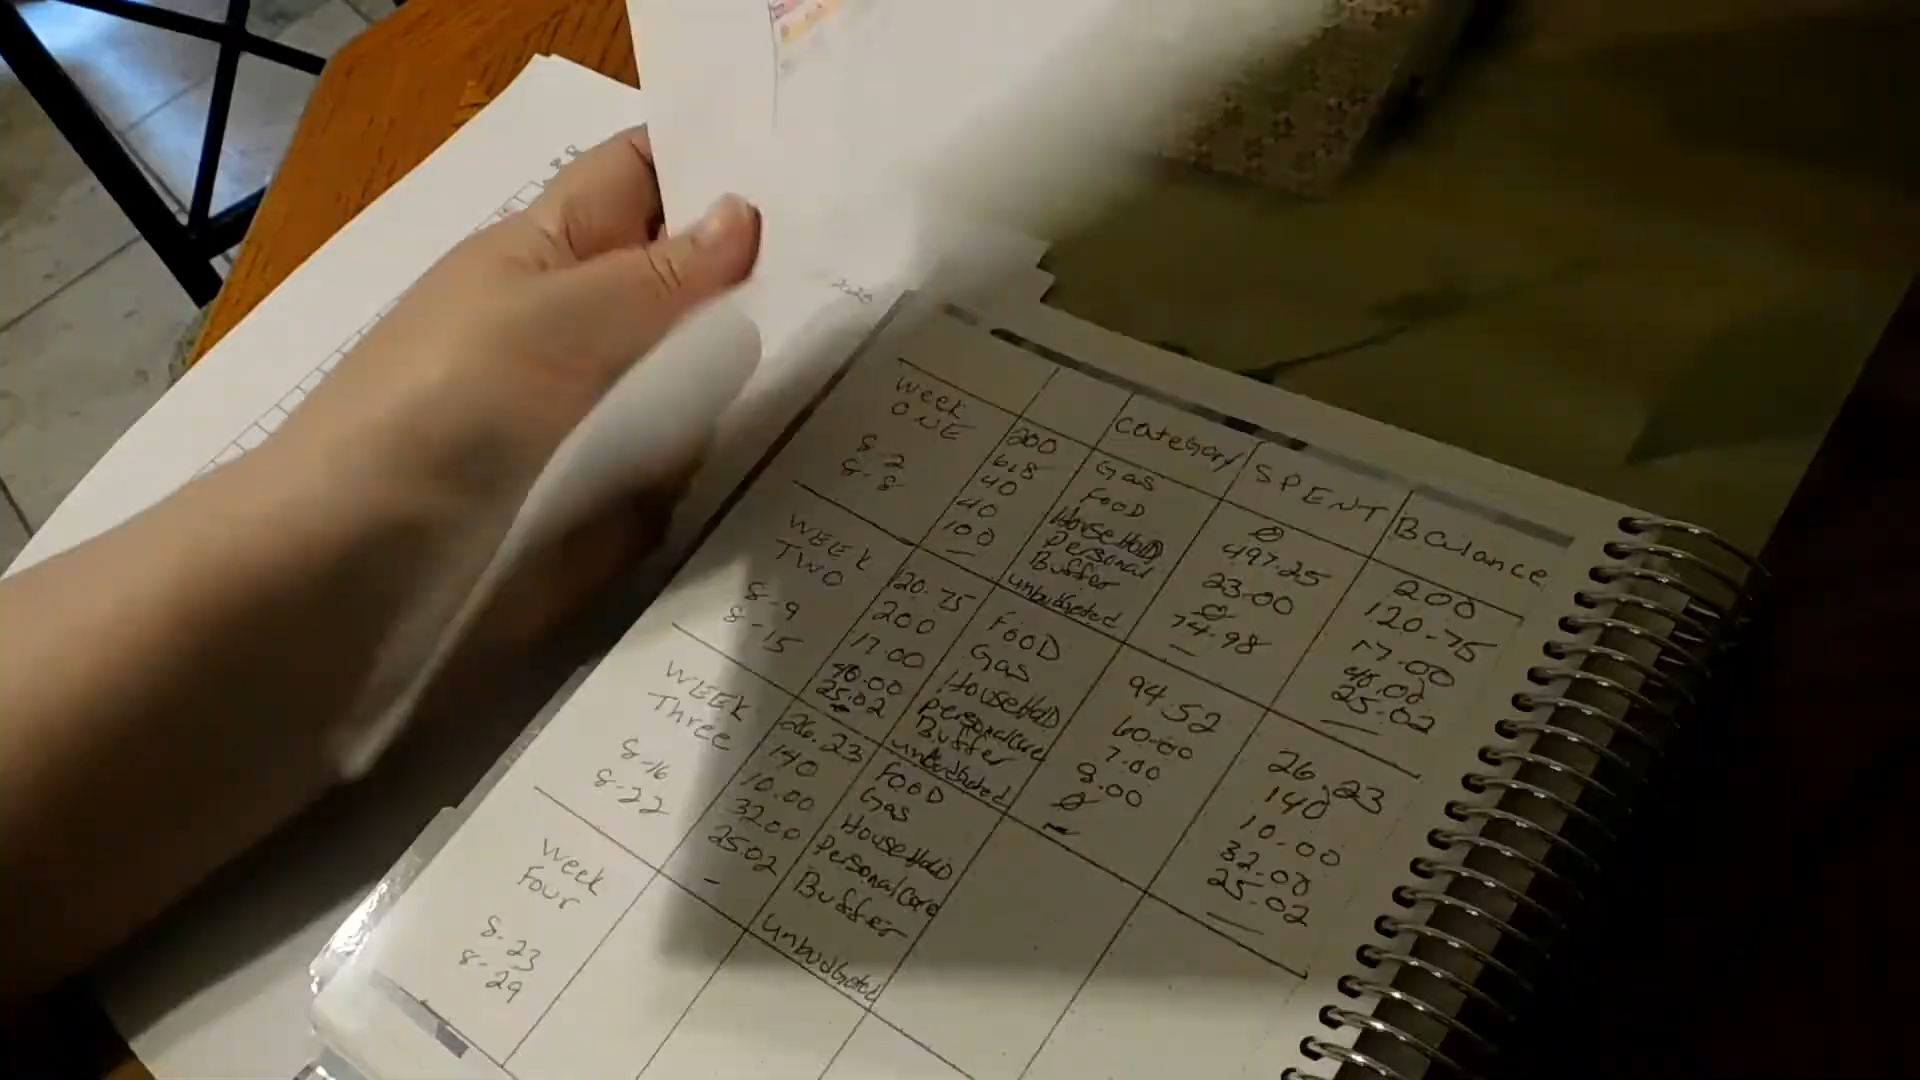 2020
Category SPENT Balance
Week ONE
8-2
8-8
200 Gas Ø 200
618 FOOD 497.25 120.75
40 HouseHolD 23.00 17.00
40 personal Ø 40.00
100 Buffer 74.98 25.02
— unbudgeted — —
WEEK TWO
8-9
8-15
120.75 FOOD 94.52 26.23
200 Gas 60.00 140
17.00 HouseHolD 7.00 10.00
40.00 personal Care 8.00 32.00
25.02 Buffer Ø 25.02
— unbudgeted — —
WEEK Three
8-16
8-22
26.23 FOOD
140 Gas
10.00 HouseHolD
32.00 personal Care
25.02 Buffer
— unbudgeted
Week Four
8-23
8-29